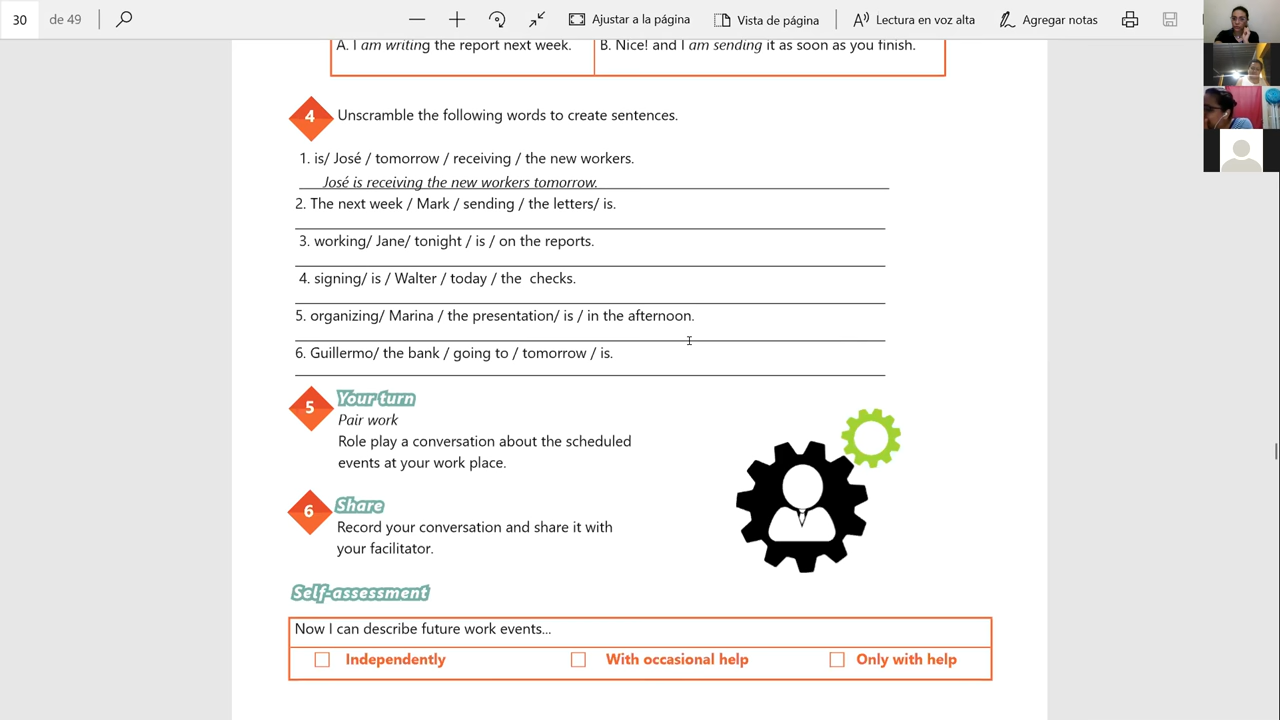 30 de 49 Ajustar a la página Vista de página Lectura en voz alta Agregar notas
A. I am writing the report next week. B. Nice! and I am sending it as soon as you finish.
4 Unscramble the following words to create sentences.
1. is/ José / tomorrow / receiving / the new workers.
José is receiving the new workers tomorrow.
2. The next week / Mark / sending / the letters/ is.
3. working/ Jane/ tonight / is / on the reports.
4. signing/ is / Walter / today / the checks.
5. organizing/ Marina / the presentation/ is / in the afternoon.
6. Guillermo/ the bank / going to / tomorrow / is.
5 Your turn
Pair work
Role play a conversation about the scheduled
events at your work place.
6 Share
Record your conversation and share it with
your facilitator.
Self-assessment
Now I can describe future work events...
Independently With occasional help Only with help